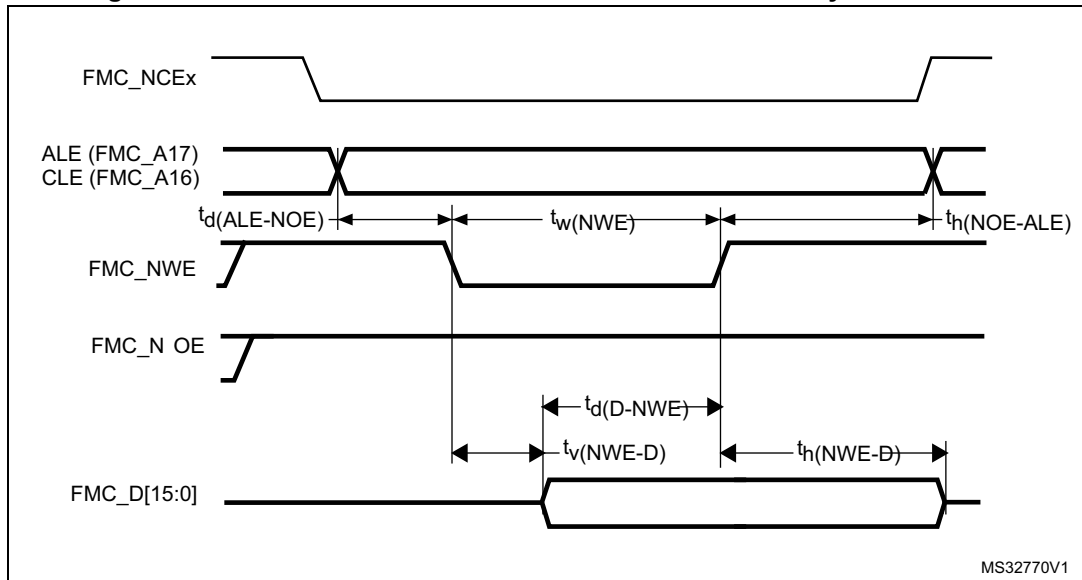 FMC_NCEx
ALE (FMC_A17)
CLE (FMC_A16)
td(ALE-NOE) tw(NWE) th(NOE-ALE)
FMC_NWE
FMC_N OE
td(D-NWE)
tv(NWE-D) th(NWE-D)
FMC_D[15:0]
MS32770V1